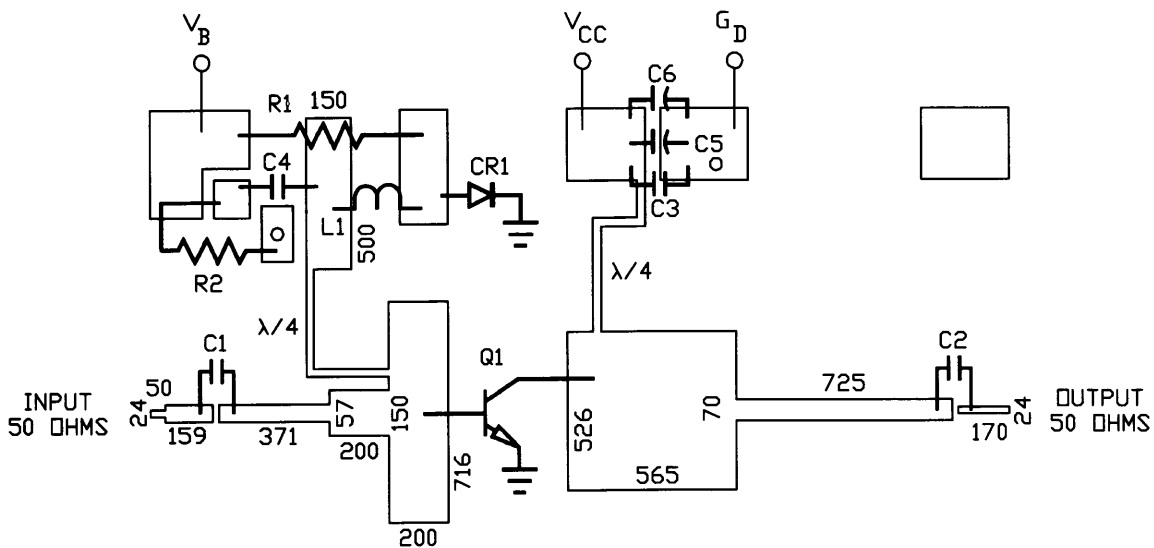 V_B
V_CC
G_D
R1 150
C6
C4
CR1
C5
L1
C3
500
R2
λ/4
λ/4
C1
Q1
C2
50
725
INPUT
50 OHMS
24
159
371
57
200
150
716
200
526
565
70
170
24
OUTPUT
50 OHMS